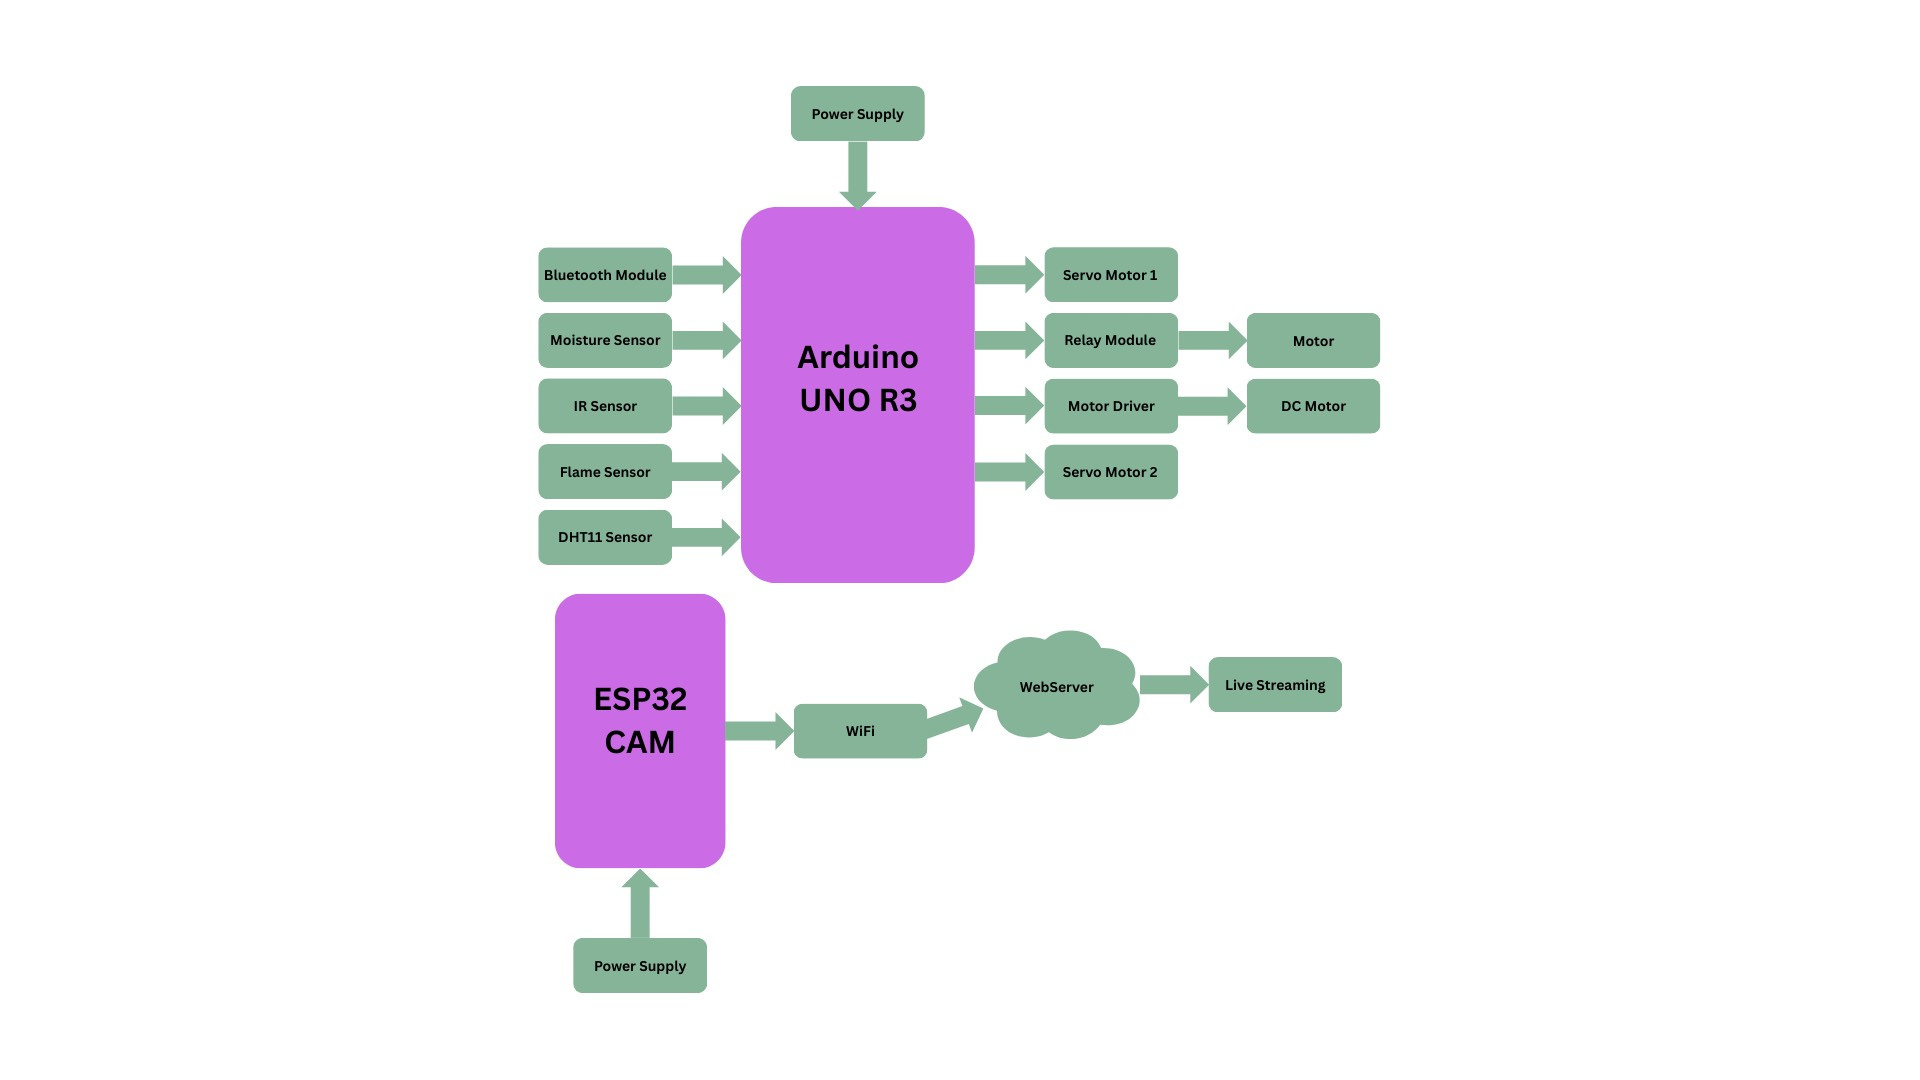 Power Supply
Bluetooth Module
Moisture Sensor
IR Sensor
Flame Sensor
DHT11 Sensor
Arduino
UNO R3
Servo Motor 1
Relay Module
Motor
Motor Driver
DC Motor
Servo Motor 2
ESP32
CAM
WiFi
WebServer
Live Streaming
Power Supply